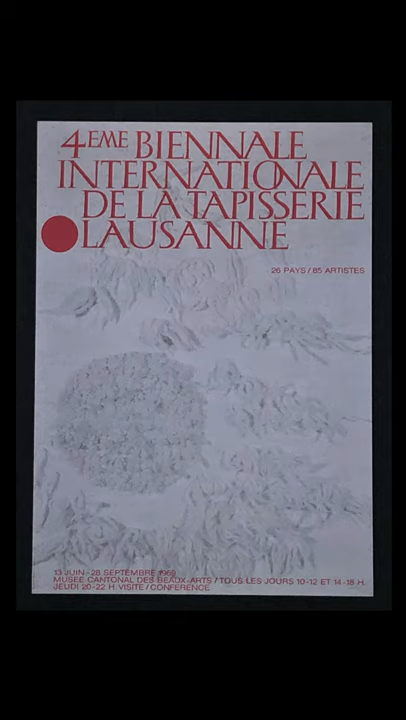 4EME BIENNALE
INTERNATIONALE
DE LA TAPISSERIE
LAUSANNE
26 PAYS / 85 ARTISTES
13 JUIN - 28 SEPTEMBRE 1969
MUSEE CANTONAL DES BEAUX-ARTS / TOUS LES JOURS 10-12 ET 14-18 H.
JEUDI 20-22 H. VISITE / CONFERENCE